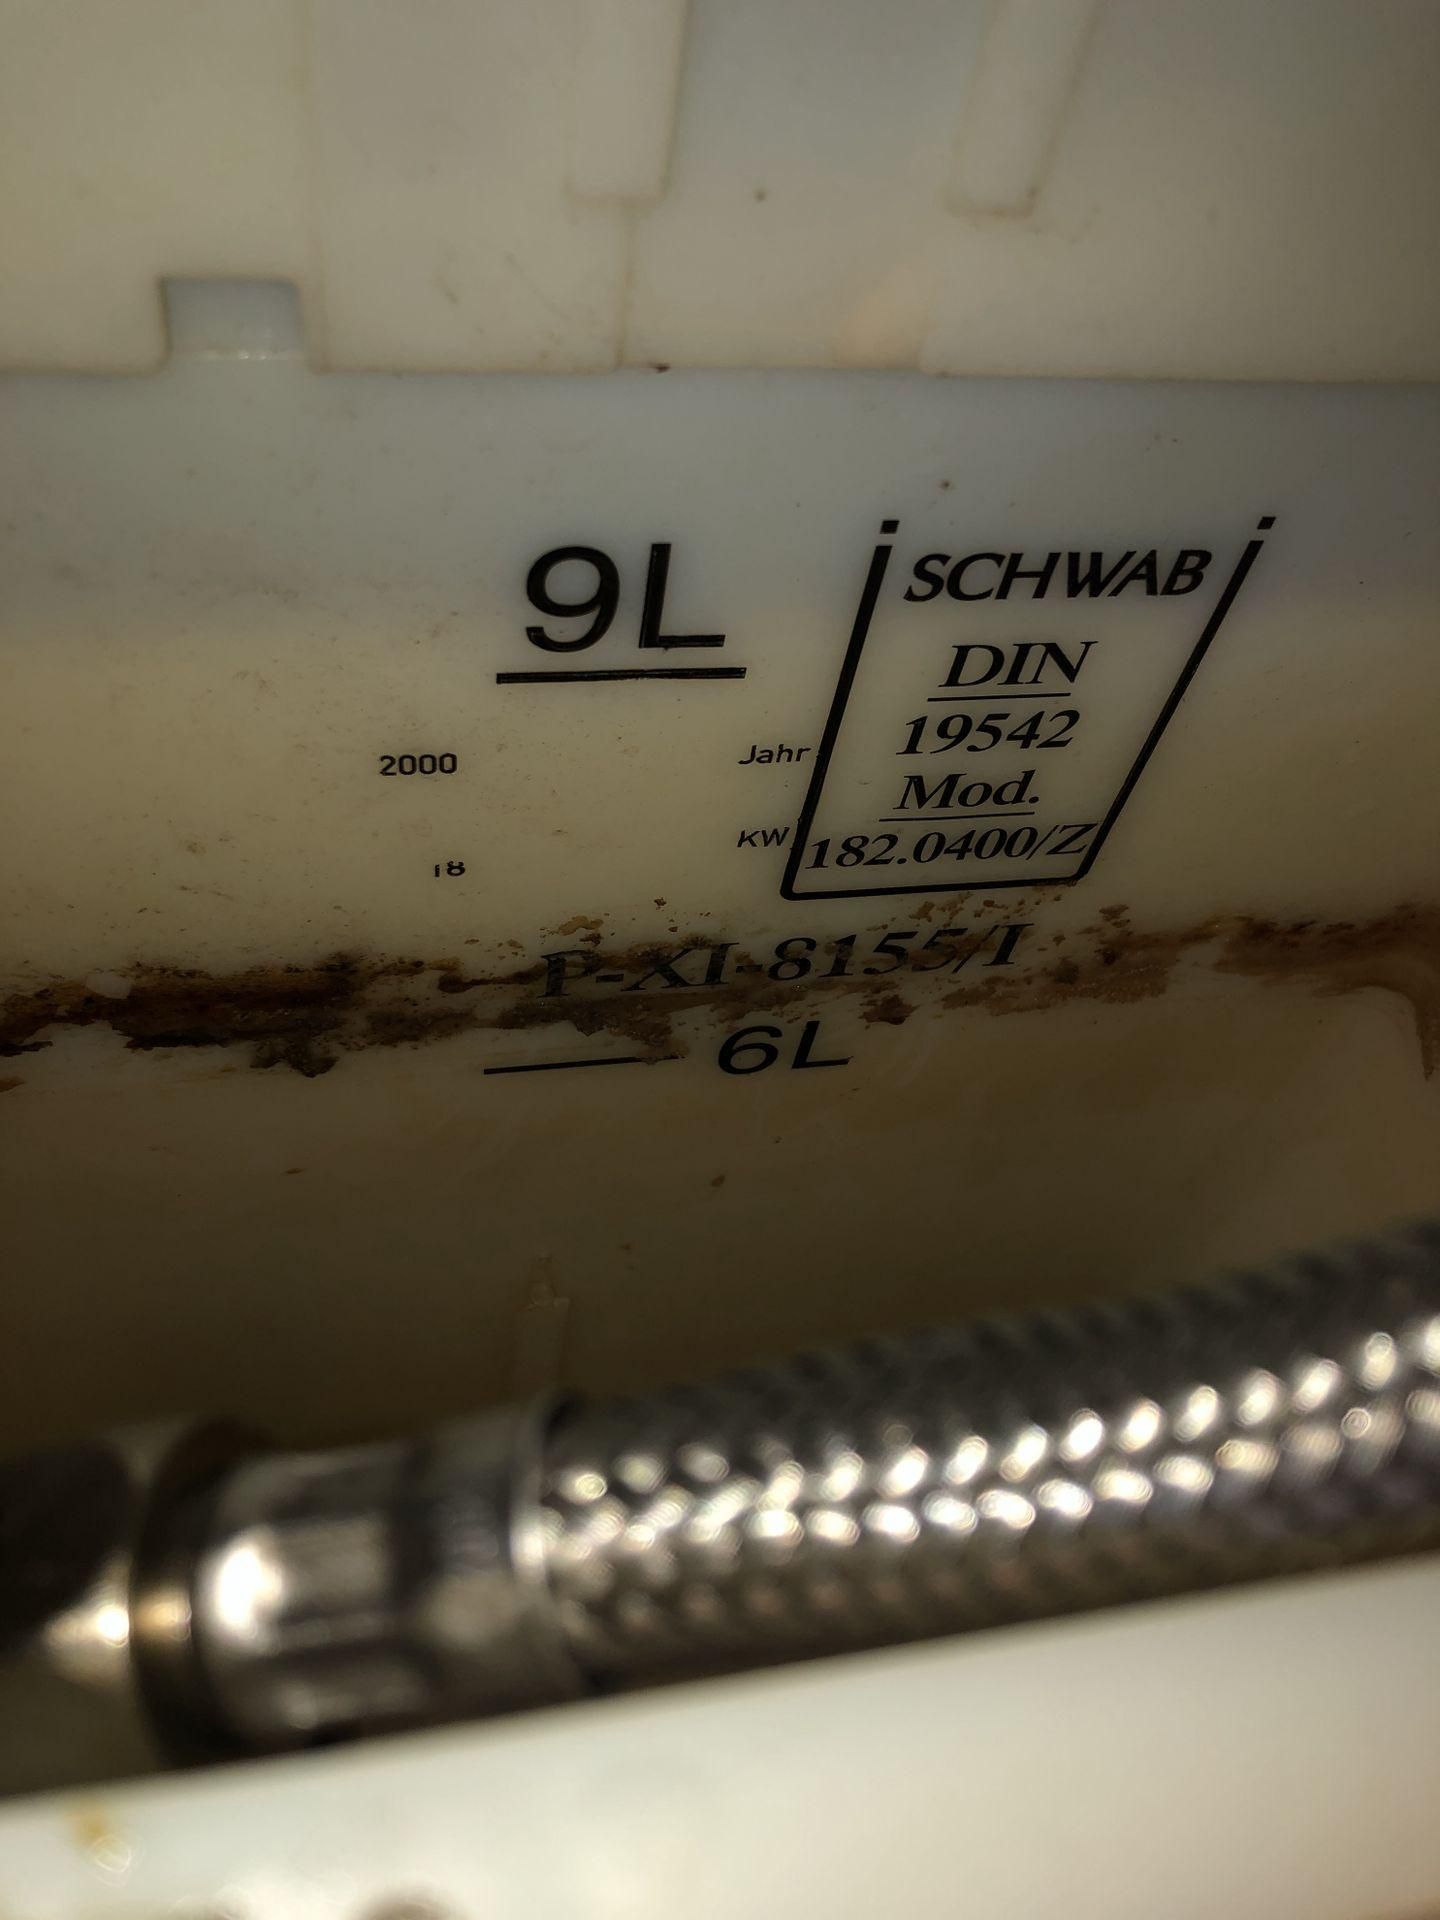 9L
SCHWAB
DIN
19542
Mod.
182.0400/Z
2000 Jahr
18 KW
P-XI-8155/I
6L